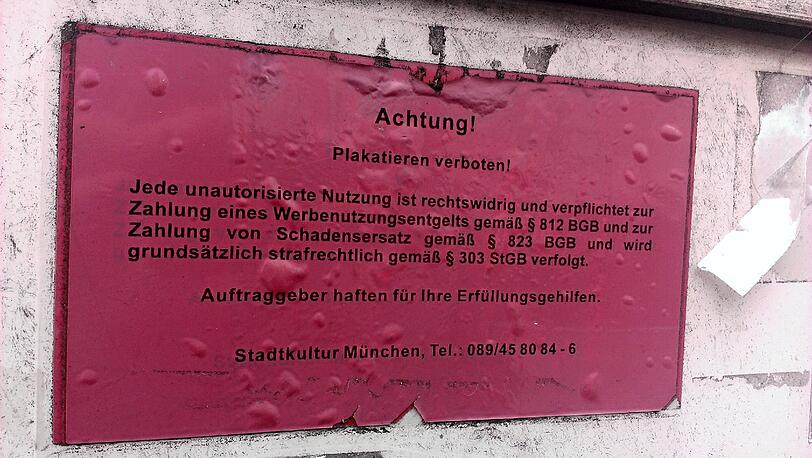 Achtung!
Plakatieren verboten!
Jede unautorisierte Nutzung ist rechtswidrig und verpflichtet zur
Zahlung eines Werbenutzungsentgelts gemäß § 812 BGB und zur
Zahlung von Schadensersatz gemäß § 823 BGB und wird
grundsätzlich strafrechtlich gemäß § 303 StGB verfolgt.
Auftraggeber haften für Ihre Erfüllungsgehilfen.
Stadtkultur München, Tel.: 089/45 80 84 - 6